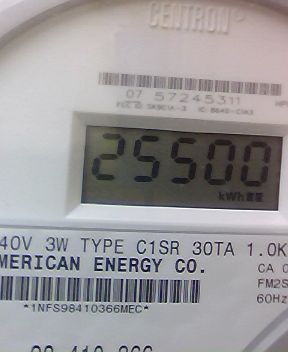 CENTRON®
07 57245311
25500
kWh
40V 3W TYPE C1SR 30TA 1.0K
MERICAN ENERGY CO.
CA 0
FM2S
60Hz
*1NFS98410366MEC*